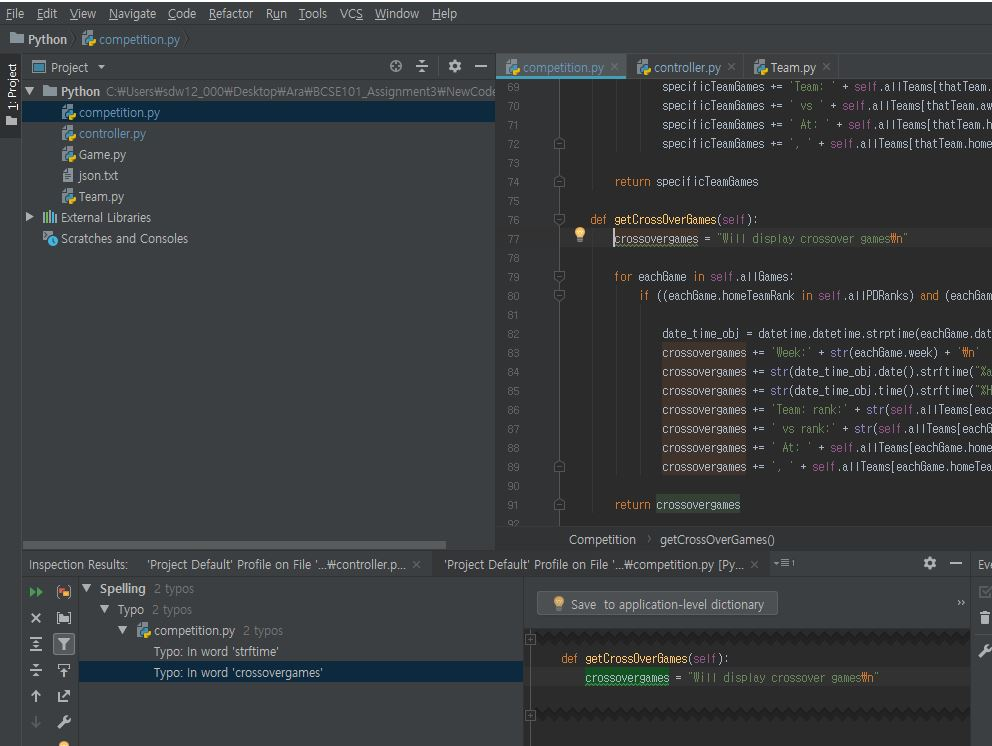 File Edit View Navigate Code Refactor Run Tools VCS Window Help
Python competition.py
1: Project
Project
Python C:₩Users₩sdw12_000₩Desktop₩Ara₩BCSE101_Assignment3₩NewCode
competition.py
controller.py
Game.py
json.txt
Team.py
External Libraries
Scratches and Consoles
competition.py controller.py Team.py
69 specificTeamGames += 'Team: ' + self.allTeams[thatTeam.
70 specificTeamGames += ' vs ' + self.allTeams[thatTeam.aw
71 specificTeamGames += ' At: ' + self.allTeams[thatTeam.h
72 specificTeamGames += ', ' + self.allTeams[thatTeam.home
73
74 return specificTeamGames
75
76 def getCrossOverGames(self):
77 crossovergames = "Will display crossover games₩n"
78
79 for eachGame in self.allGames:
80 if ((eachGame.homeTeamRank in self.allPDRanks) and (eachGam
81
82 date_time_obj = datetime.datetime.strptime(eachGame.dat
83 crossovergames += 'Week:' + str(eachGame.week) + '₩n'
84 crossovergames += str(date_time_obj.date().strftime("%a
85 crossovergames += str(date_time_obj.time().strftime("%H
86 crossovergames += 'Team: rank:' + str(self.allTeams[eac
87 crossovergames += ' vs rank:' + str(self.allTeams[eachG
88 crossovergames += ' At: ' + self.allTeams[eachGame.home
89 crossovergames += ', ' + self.allTeams[eachGame.homeTea
90
91 return crossovergames
92
Competition getCrossOverGames()
Inspection Results: 'Project Default' Profile on File '...₩controller.p... 'Project Default' Profile on File '...₩competition.py [Py... 1
Spelling 2 typos
Typo 2 typos
competition.py 2 typos
Typo: In word 'strftime'
Typo: In word 'crossovergames'
Save to application-level dictionary
def getCrossOverGames(self):
crossovergames = "Will display crossover games₩n"